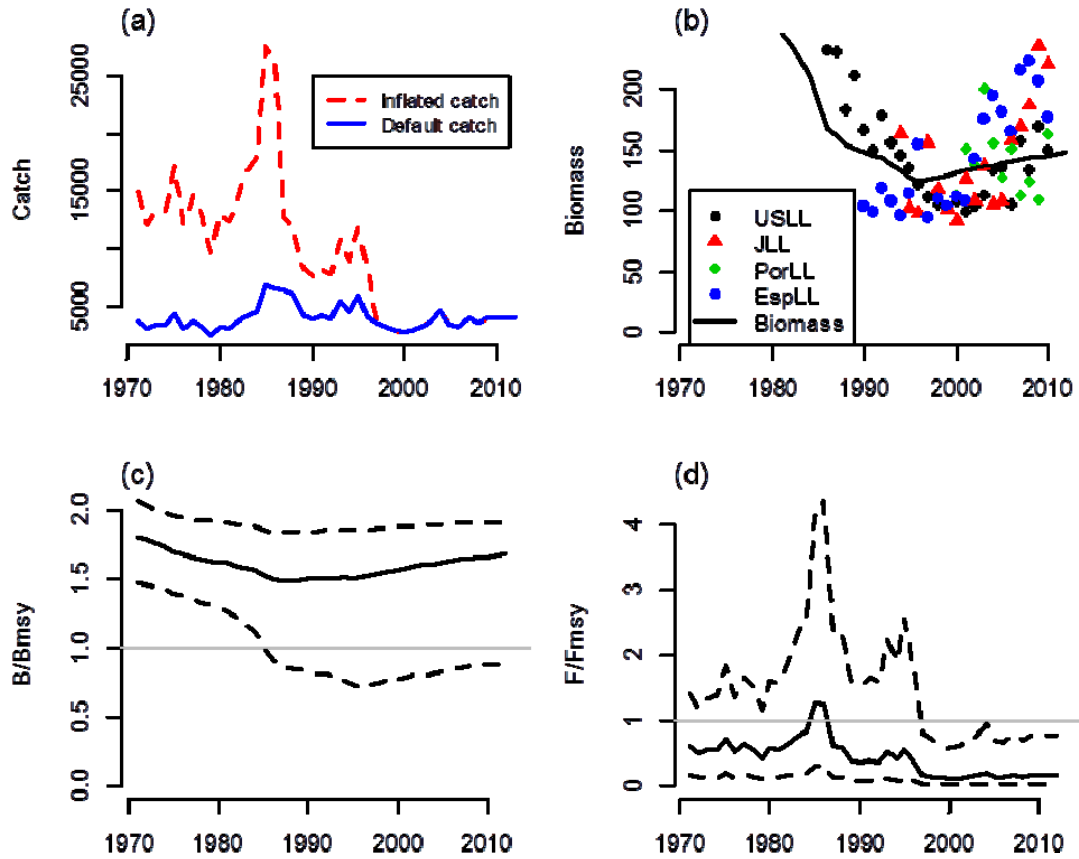 (a)
Catch
25000
15000
5000
Inflated catch
Default catch
1970 1980 1990 2000 2010
(b)
Biomass
200
150
100
50
0
USLL
JLL
PorLL
EspLL
Biomass
1970 1980 1990 2000 2010
(c)
B/Bmsy
2.0
1.5
1.0
0.5
0.0
1970 1980 1990 2000 2010
(d)
F/Fmsy
4
3
2
1
0
1970 1980 1990 2000 2010